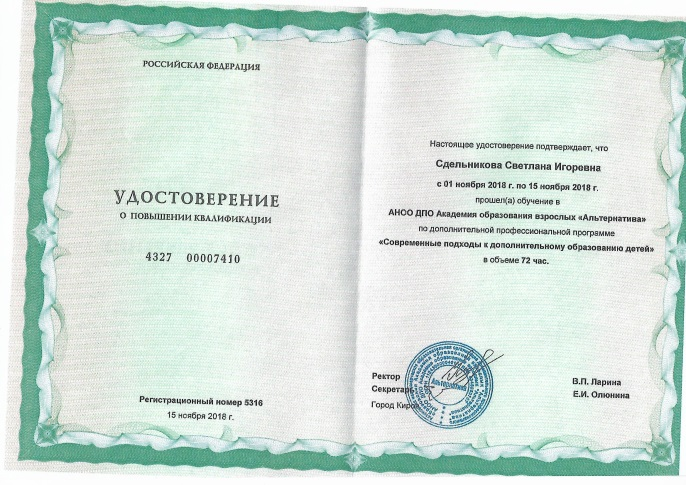 РОССИЙСКАЯ ФЕДЕРАЦИЯ
УДОСТОВЕРЕНИЕ
О ПОВЫШЕНИИ КВАЛИФИКАЦИИ
4327 00007410
Регистрационный номер 5316
15 ноября 2018 г.
Настоящее удостоверение подтверждает, что
Сдельникова Светлана Игоревна
с 01 ноября 2018 г. по 15 ноября 2018 г.
прошел(а) обучение в
АНСО ДПО Академия образования взрослых «Альтернатива»
по дополнительной профессиональной программе
«Современные подходы к дополнительному образованию детей»
в объеме 72 час.
Ректор В.П. Ларина
Секретарь Е.И. Олюнина
Город Киров
Альтернатива